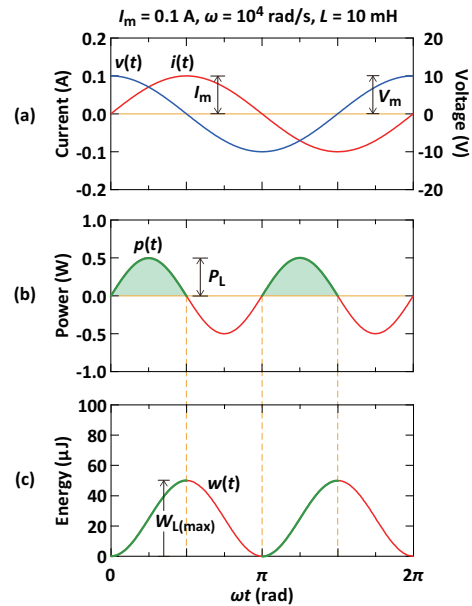 Iₘ = 0.1 A, ω = 10⁴ rad/s, L = 10 mH
(a)
Current (A)
0.2
0.1
0.0
-0.1
-0.2
v(t)
i(t)
Iₘ
Vₘ
20
10
0
-10
-20
Voltage (V)
(b)
Power (W)
1.0
0.5
0.0
-0.5
-1.0
p(t)
P_L
(c)
Energy (µJ)
100
80
60
40
20
0
w(t)
W_L(max)
0
π
2π
ωt (rad)